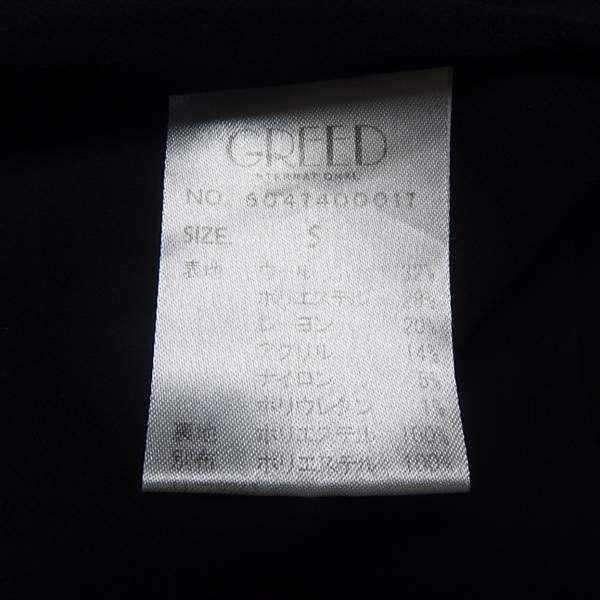 GREED
INTERNATIONAL
NO.
SIZE S
表地 ウール 32%
ポリエステル 28%
レーヨン 20%
アクリル 14%
ナイロン 5%
ポリウレタン 1%
裏地 ポリエステル 100%
別布 ポリエステル 100%